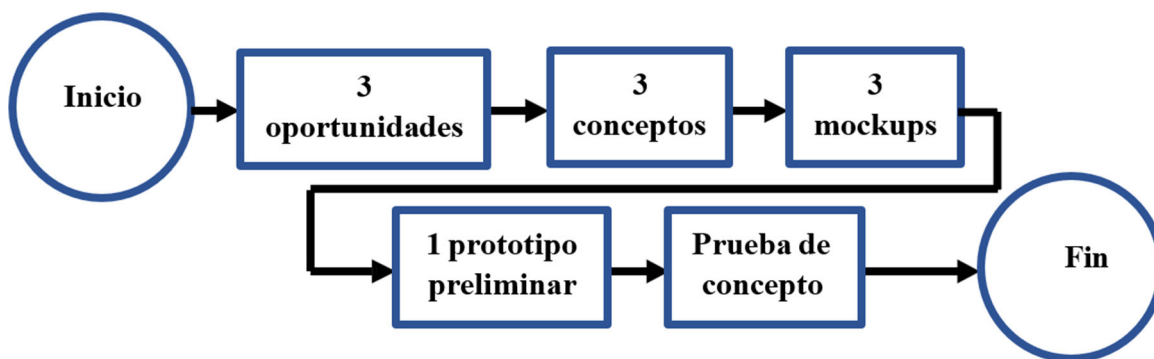 Inicio
3
oportunidades
3
conceptos
3
mockups
1 prototipo
preliminar
Prueba de
concepto
Fin